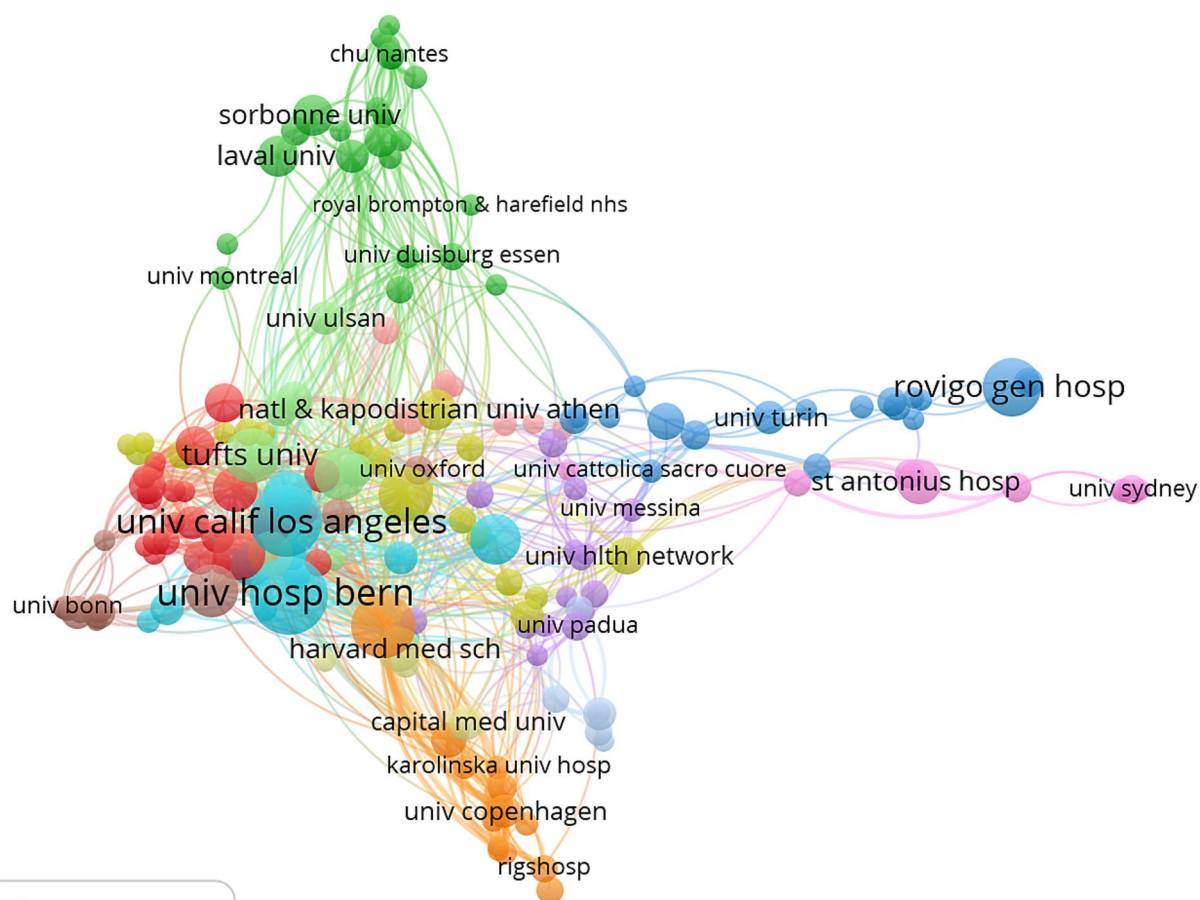 chu nantes
sorbonne univ
laval univ
royal brompton & harefield nhs
univ duisburg essen
univ montreal
univ ulsan
rovigo gen hosp
natl & kapodistrian univ athen
univ turin
tufts univ
univ oxford
univ cattolica sacro cuore
st antonius hosp
univ sydney
univ messina
univ calif los angeles
univ hlth network
univ hosp bern
univ bonn
univ padua
harvard med sch
capital med univ
karolinska univ hosp
univ copenhagen
rigshosp